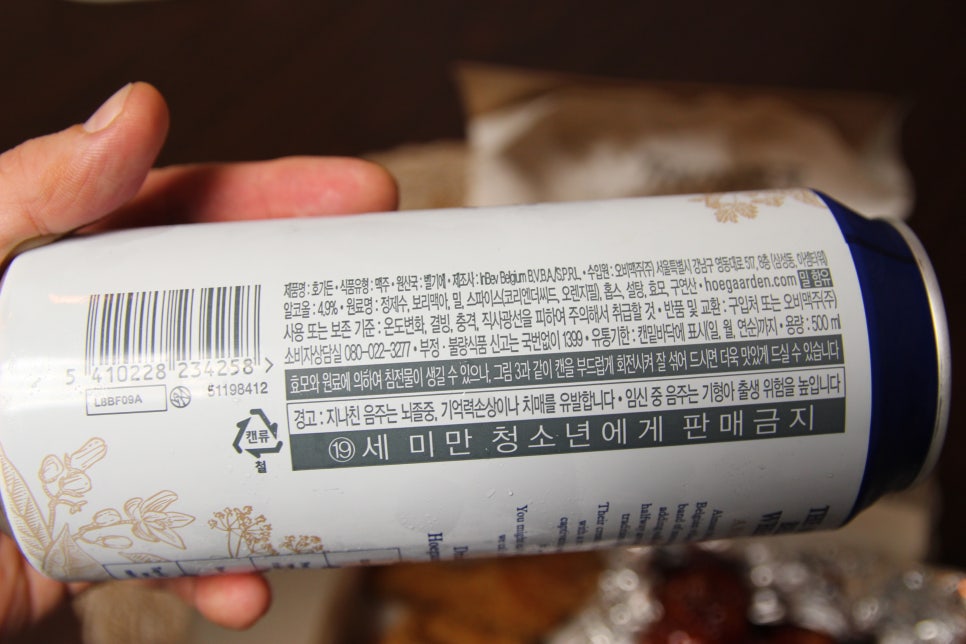 제품명 : 호가든 • 식품유형 : 맥주 • 원산국 : 벨기에 • 제조사 : InBev Belgium B.V.B.A/S.P.R.L. • 수입원 : 오비맥주(주) 서울특별시 강남구 영동대로 517, 8층 (삼성동, 아셈타워)
알코올 : 4.9% • 원료명 : 정제수, 보리맥아, 밀, 스파이스(코리엔더씨드, 오렌지필), 홉스, 설탕, 효모, 구연산 • hoegaarden.com 밀 함유
사용 또는 보존 기준 : 온도변화, 결빙, 충격, 직사광선을 피하여 주의해서 취급할 것 • 반품 및 교환 : 구입처 또는 오비맥주(주)
소비자상담실 080-022-3277 • 부정 · 불량식품 신고는 국번없이 1399 • 유통기한 : 캔밑바닥에 표시(일, 월, 연순)까지 • 용량 : 500 ml
효모와 원료에 의하여 침전물이 생길 수 있으나, 그림 3과 같이 캔을 부드럽게 회전시켜 잘 섞어 드시면 더욱 맛있게 드실 수 있습니다
경고 : 지나친 음주는 뇌졸중, 기억력손상이나 치매를 유발합니다 • 임신 중 음주는 기형아 출생 위험을 높입니다
⑲세 미만 청소년에게 판매금지
5 410228 234258 >
L8BF09A
51198412
캔류
철